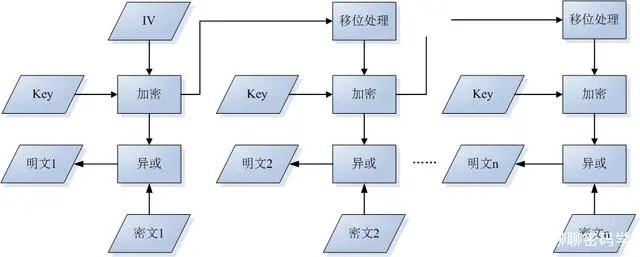 IV
移位处理
移位处理
Key
加密
Key
加密
Key
加密
明文1
异或
明文2
异或
······
明文n
异或
密文1
密文2
密文n
聊聊密码学